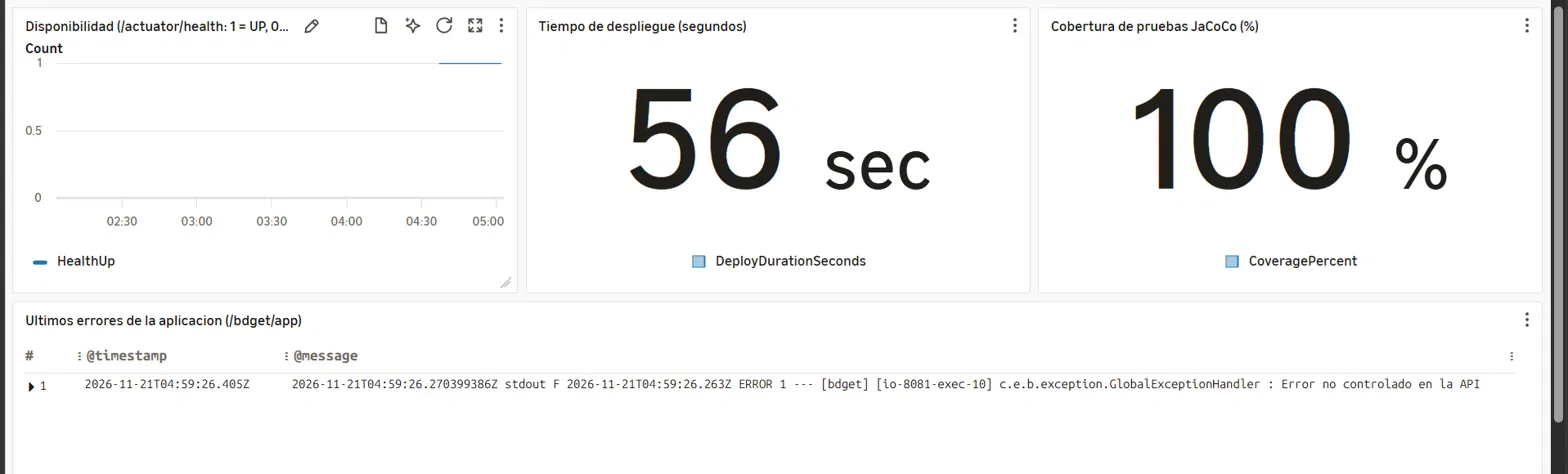 Disponibilidad (/actuator/health: 1 = UP, 0...
Count
1
0.5
0
02:30 03:00 03:30 04:00 04:30 05:00
HealthUp
Tiempo de despliegue (segundos)
56 sec
DeployDurationSeconds
Cobertura de pruebas JaCoCo (%)
100 %
CoveragePercent
Ultimos errores de la aplicacion (/bdget/app)
# @timestamp @message
1 2026-11-21T04:59:26.405Z 2026-11-21T04:59:26.270399386Z stdout F 2026-11-21T04:59:26.263Z ERROR 1 --- [bdget] [io-8081-exec-10] c.e.b.exception.GlobalExceptionHandler : Error no controlado en la API